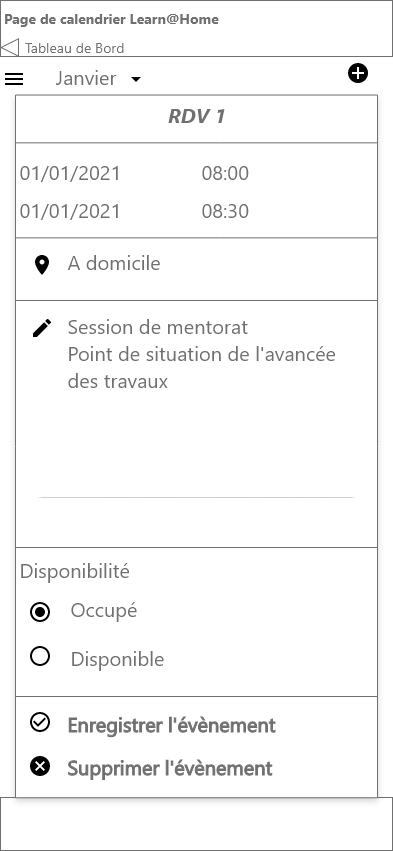 Page de calendrier Learn@Home
Tableau de Bord
Janvier
RDV 1
01/01/2021 08:00
01/01/2021 08:30
A domicile
Session de mentorat
Point de situation de l'avancée
des travaux
Disponibilité
Occupé
Disponible
Enregistrer l'évènement
Supprimer l'évènement